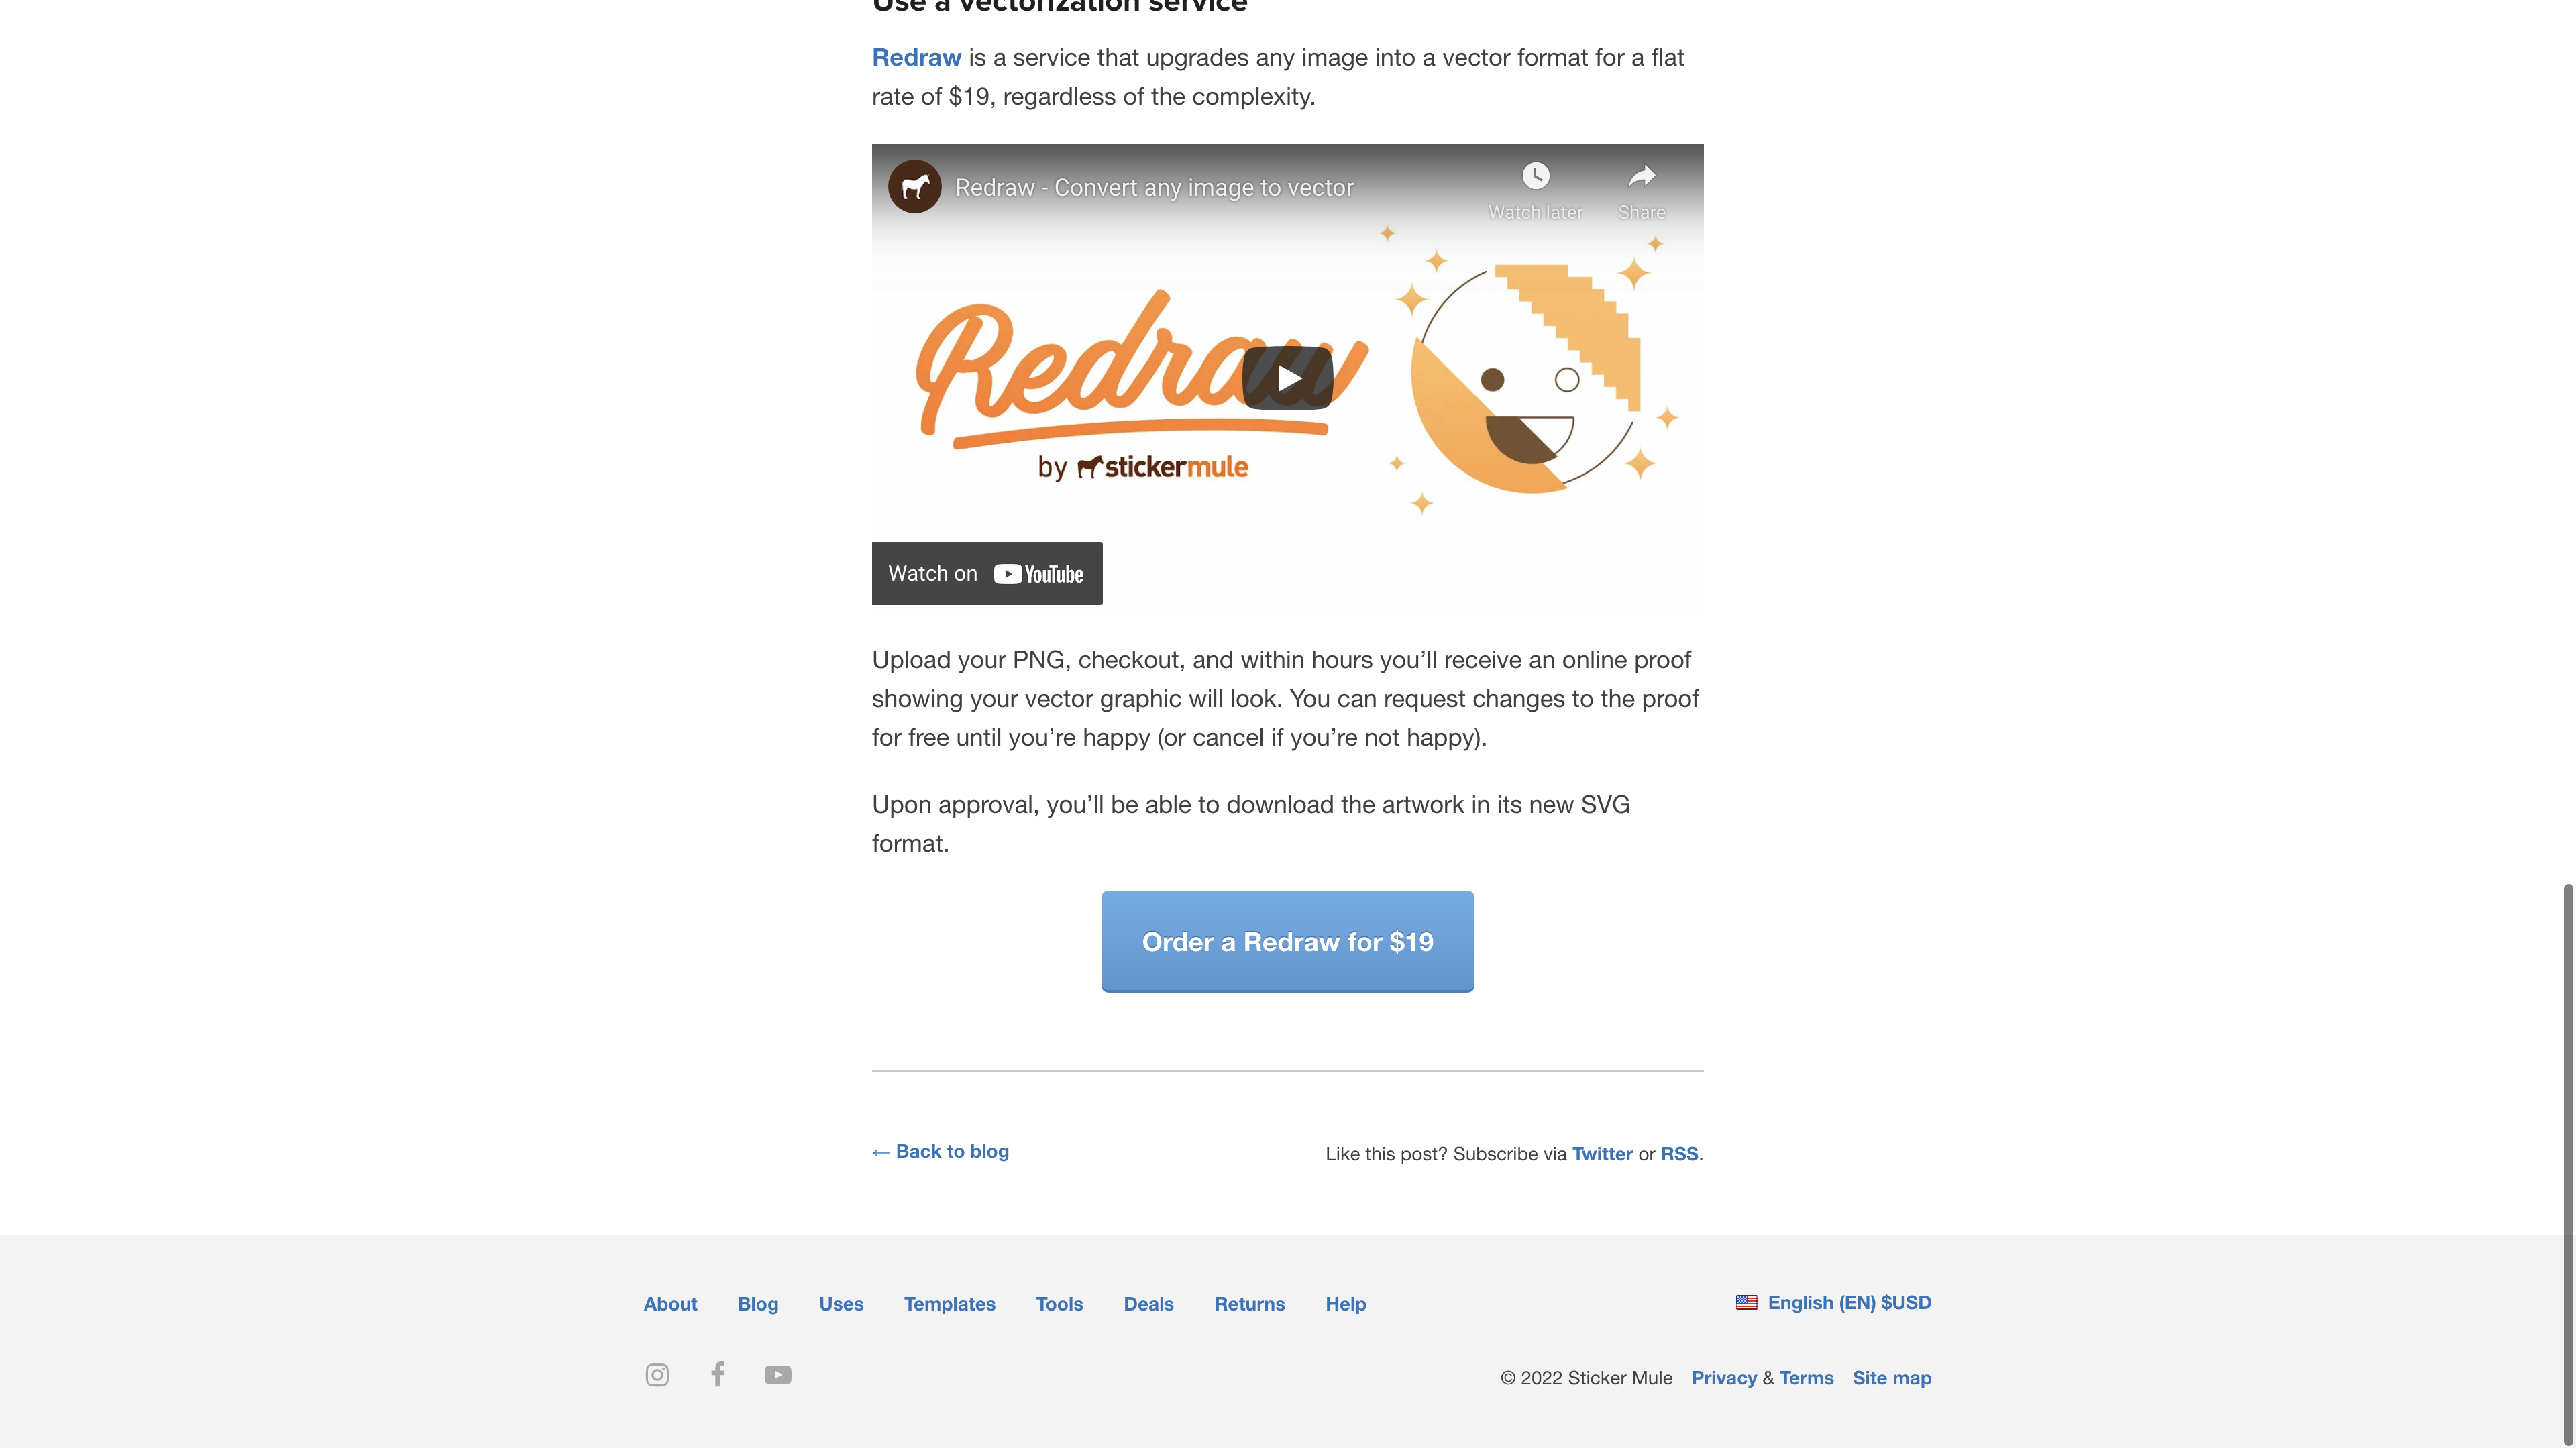 Use a vectorization service
Redraw is a service that upgrades any image into a vector format for a flat
rate of $19, regardless of the complexity.
Redraw - Convert any image to vector
Watch later
Share
Redraw
by stickermule
Watch on YouTube
Upload your PNG, checkout, and within hours you’ll receive an online proof
showing your vector graphic will look. You can request changes to the proof
for free until you’re happy (or cancel if you’re not happy).
Upon approval, you’ll be able to download the artwork in its new SVG
format.
Order a Redraw for $19
← Back to blog
Like this post? Subscribe via Twitter or RSS.
About Blog Uses Templates Tools Deals Returns Help
English (EN) $USD
© 2022 Sticker Mule Privacy & Terms Site map